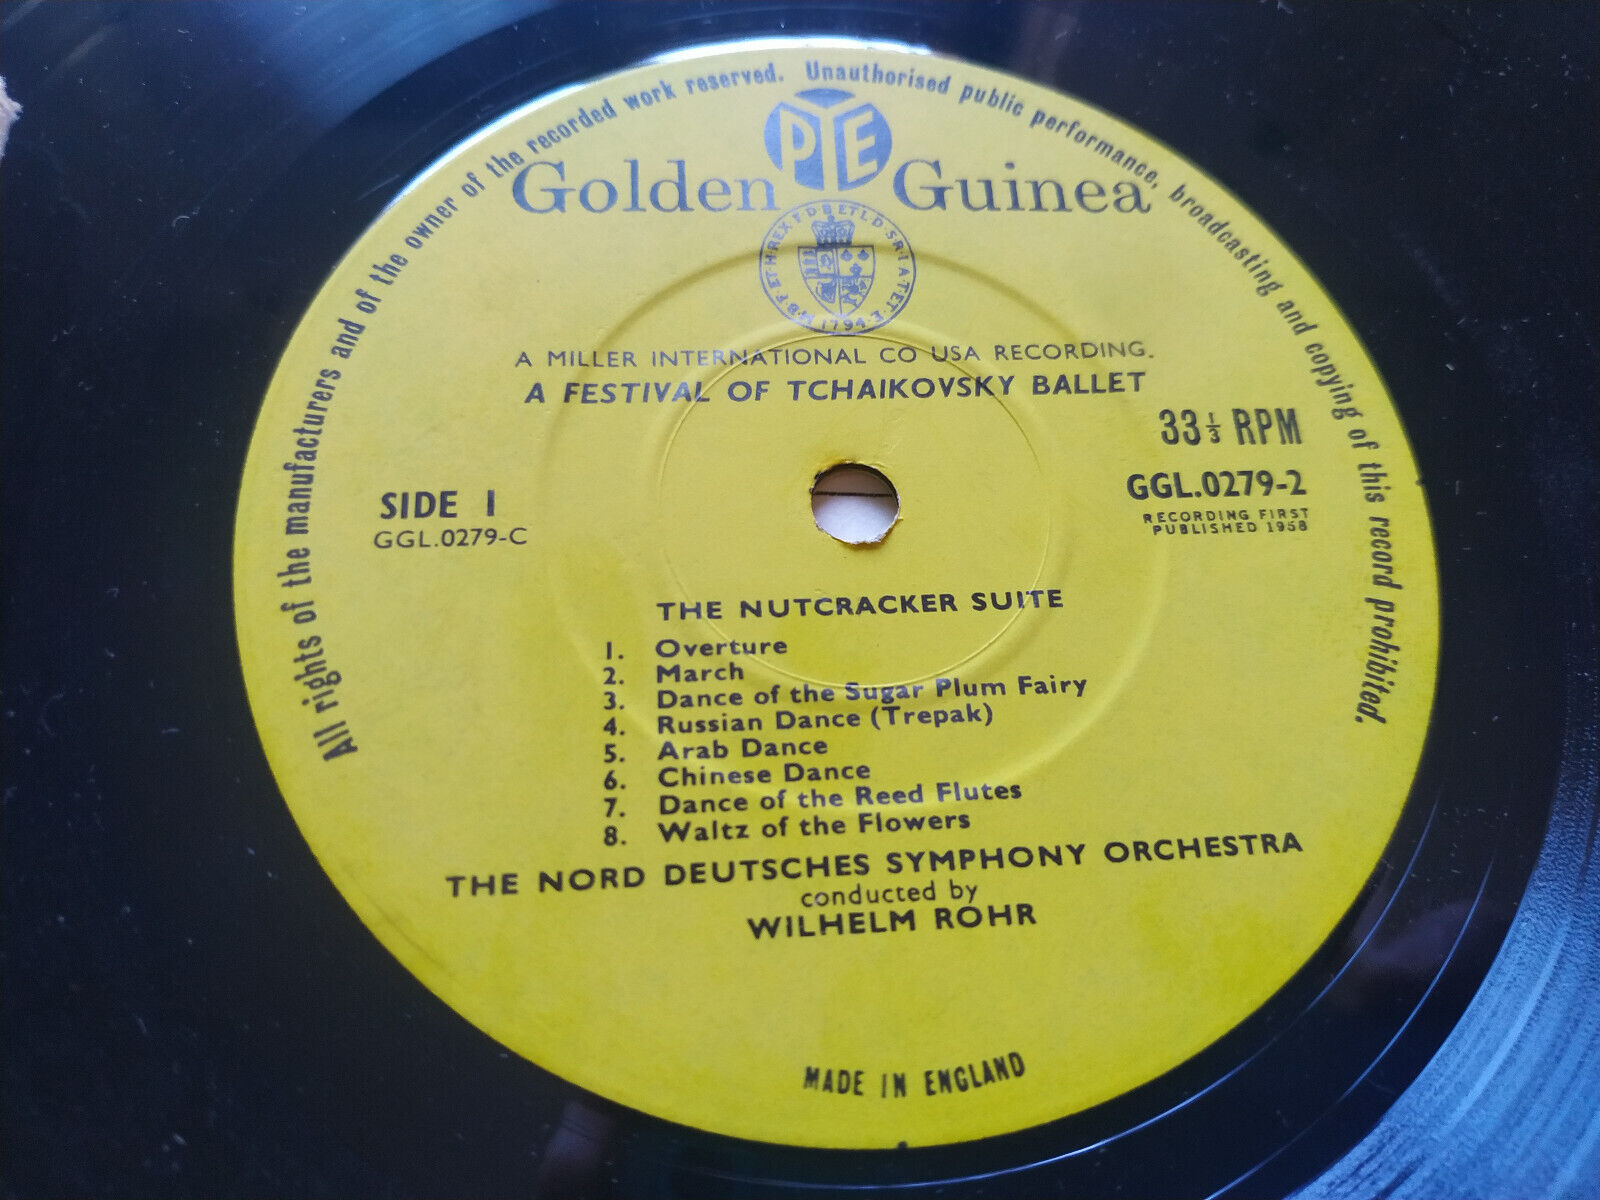 All rights of the manufacturers and of the owner of the recorded work reserved. Unauthorised public performance, broadcasting and copying of this record prohibited.
PYE
Golden Guinea
1794
A MILLER INTERNATIONAL CO USA RECORDING.
A FESTIVAL OF TCHAIKOVSKY BALLET
33⅓ RPM
SIDE 1
GGL.0279-C
GGL.0279-2
RECORDING FIRST
PUBLISHED 1958
THE NUTCRACKER SUITE
1. Overture
2. March
3. Dance of the Sugar Plum Fairy
4. Russian Dance (Trepak)
5. Arab Dance
6. Chinese Dance
7. Dance of the Reed Flutes
8. Waltz of the Flowers
THE NORD DEUTSCHES SYMPHONY ORCHESTRA
conducted by
WILHELM ROHR
MADE IN ENGLAND